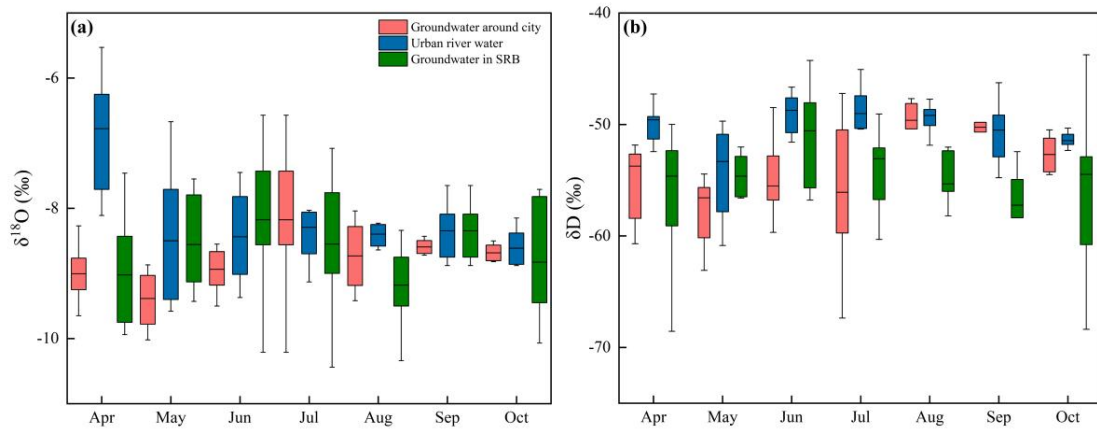 (a)
Groundwater around city
Urban river water
Groundwater in SRB
-6
-8
-10
δ¹⁸O (‰)
Apr May Jun Jul Aug Sep Oct
(b)
-40
-50
-60
-70
δD (‰)
Apr May Jun Jul Aug Sep Oct